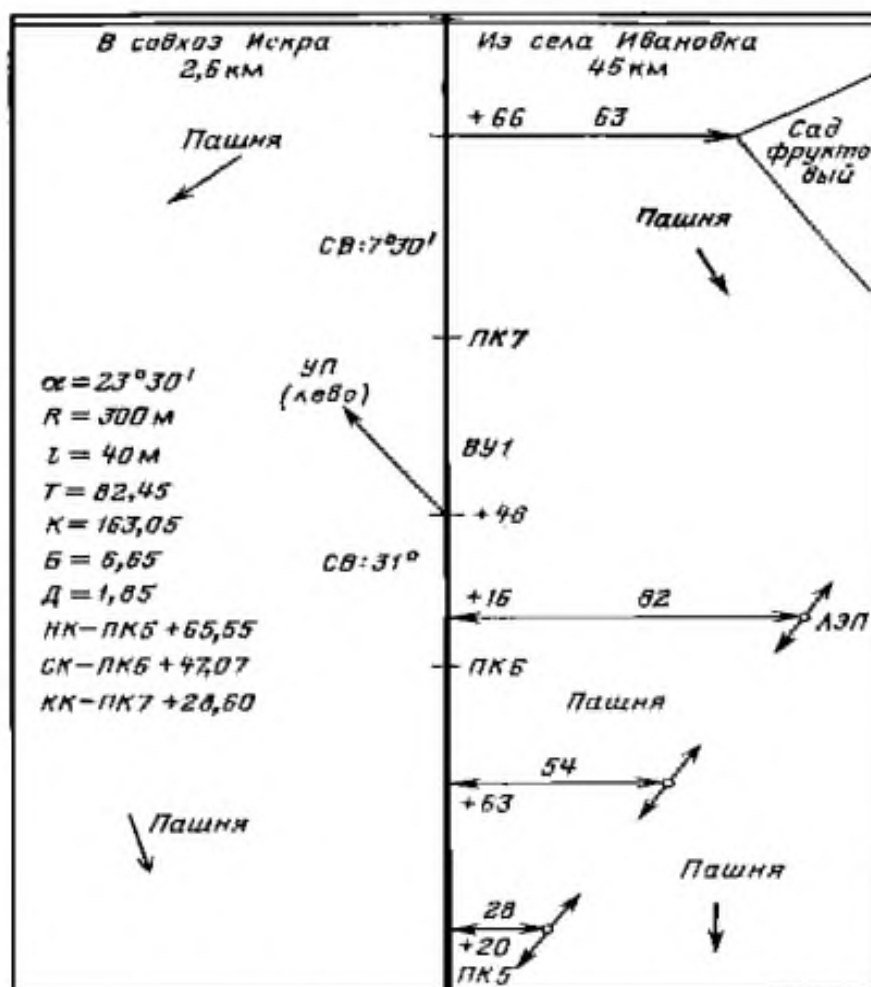 В совхоз Искра
2,6 км
Из села Ивановка
45 км
+66 63
Сад
фрукто
вый
Пашня
Пашня
СВ:7°30'
ПК7
УП
(лево)
α = 23°30'
R = 300 м
l = 40 м
Т = 82,45
К = 163,05
Б = 6,65
Д = 1,85
НК-ПК5 +65,55
СК-ПК6 +47,07
КК-ПК7 +28,60
ВУ1
+48
СВ:31°
+16 82
ЛЭП
ПК6
Пашня
54
+63
Пашня
Пашня
28
+20
ПК5